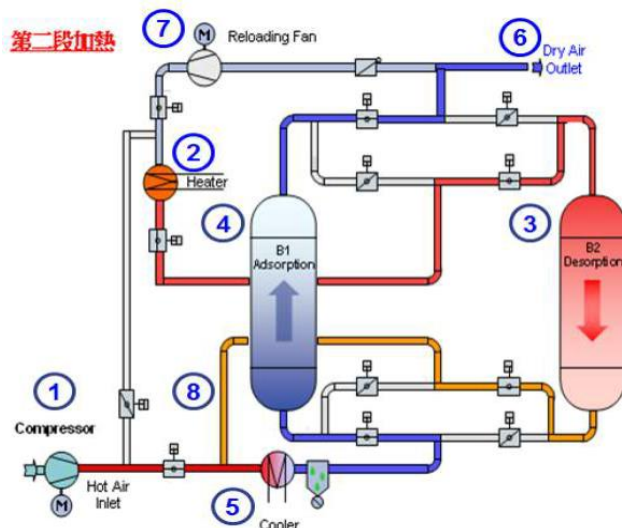 第二段加熱
7
M
Reloading Fan
6
Dry Air
Outlet
2
Heater
4
3
B1
Adsorption
B2
Desorption
1
8
Compressor
M
Hot Air
Inlet
5
Cooler